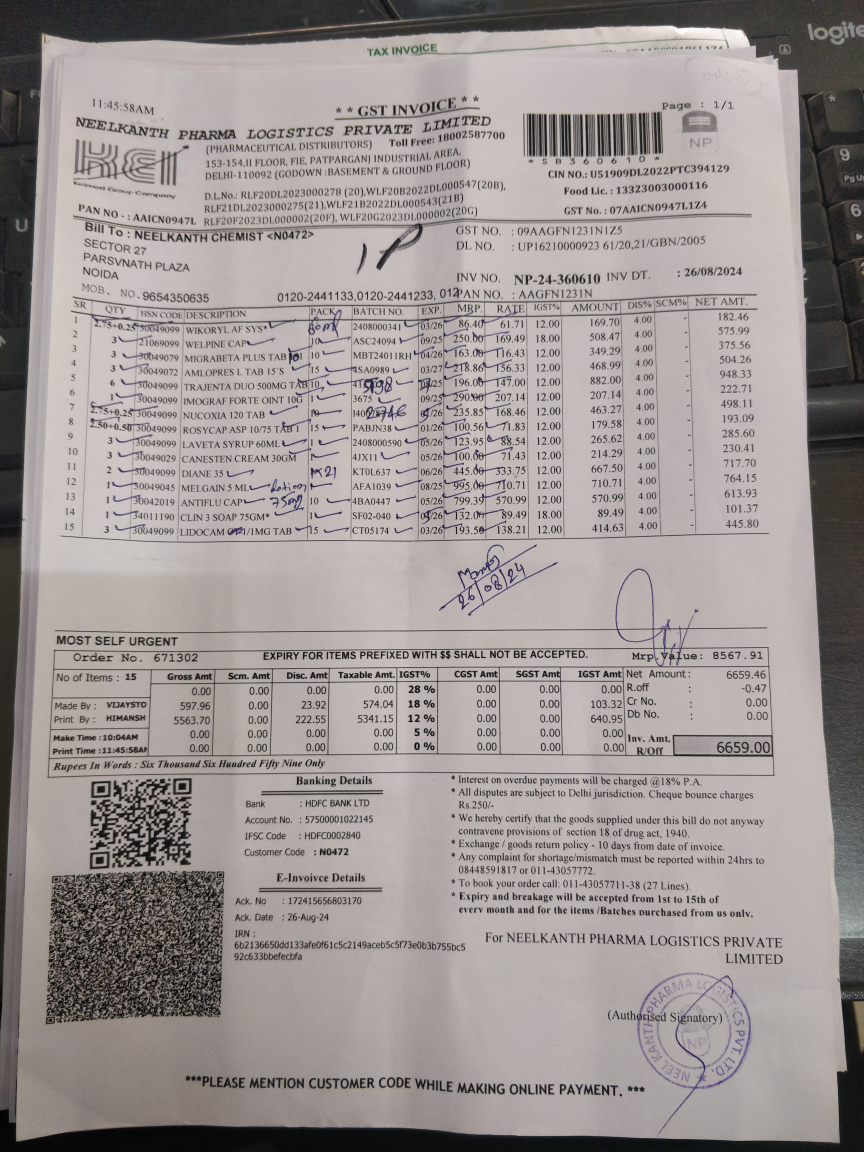 TAX INVOICE
logite
11:45:58AM
* * GST INVOICE * *
Page : 1/1
NEELKANTH PHARMA LOGISTICS PRIVATE LIMITED
(PHARMACEUTICAL DISTRIBUTORS) Toll Free: 18002587700
153-154,II FLOOR, FIE, PATPARGANJ INDUSTRIAL AREA,
DELHI-110092 (GODOWN :BASEMENT & GROUND FLOOR)
*SB360610*
NP
CIN NO.: U51909DL2022PTC394129
Food Lic. : 13323003000116
GST No. : 07AAICN0947L1Z4
D.L.No.: RLF20DL2023000278 (20),WLF20B2022DL000547(20B),
RLF21DL2023000275(21),WLF21B2022DL000543(21B)
RLF20F2023DL000002(20F), WLF20G2023DL000002(20G)
PAN NO - : AAICN0947L
Bill To : NEELKANTH CHEMIST <N0472>
SECTOR 27
PARSVNATH PLAZA
NOIDA
MOB. NO. 9654350635 0120-2441133,0120-2441233, 012
GST NO. : 09AAGFN1231N1Z5
DL NO. : UP16210000923 61/20,21/GBN/2005
INV NO. NP-24-360610 INV DT. : 26/08/2024
PAN NO. : AAGFN1231N
1P
SR QTY HSN CODE DESCRIPTION PACK BATCH NO. EXP. MRP. RATE IGST% AMOUNT DIS% SCM% NET AMT.
1 2.75+0.25 30049099 WIKORYL AF SYS* 60ml 2408000341 03/26 86.40 61.71 12.00 169.70 4.00 - 182.46
2 3 21069099 WELPINE CAP ASC24094 09/25 250.00 169.49 18.00 508.47 4.00 - 575.99
3 3 30049079 MIGRABETA PLUS TAB 10 MBT24011RH 04/26 163.00 116.43 12.00 349.29 4.00 - 375.56
4 3 30049029 AMLOPRES L TAB 15'S 15 4SA0989 03/27 218.86 156.33 12.00 468.99 4.00 - 504.26
5 6 30049099 TRAJENTA DUO 500MG TAB 10 196.00 147.00 12.00 882.00 4.00 - 948.33
6 1 30049099 IMOGRAF FORTE OINT 10G 1 3675 09/25 290.00 207.14 12.00 207.14 4.00 - 222.71
7 2.75+0.25 30049099 NUCOXIA 120 TAB 10 235.85 168.46 12.00 463.27 4.00 - 498.11
8 2.50+0.50 30049099 ROSYCAP ASP 10/75 TAB 15 PABJN38 01/26 100.56 71.83 12.00 179.58 4.00 - 193.09
9 3 30049099 LAVETA SYRUP 60ML 1 2408000590 05/26 123.95 88.54 12.00 265.62 4.00 - 285.60
10 3 30049029 CANESTEN CREAM 30GM 1 4JX11 05/26 100.00 71.43 12.00 214.29 4.00 - 230.41
11 2 30049099 DIANE 35 21 KT0L637 06/26 445.00 333.75 12.00 667.50 4.00 - 717.70
12 1 30049045 MELGAIN 5 ML Lotion AFA1039 08/25 995.00 710.71 12.00 710.71 4.00 - 764.15
13 1 30042019 ANTIFLU CAP 75mg 10 4BA0447 05/26 799.39 570.99 12.00 570.99 4.00 - 613.93
14 1 34011190 CLIN 3 SOAP 75GM* 1 SF02-040 132.00 89.49 18.00 89.49 4.00 - 101.37
15 3 30049099 LIDOCAM /1MG TAB 15 CT05174 03/26 193.50 138.21 12.00 414.63 4.00 - 445.80
26/08/24
MOST SELF URGENT
Order No. 671302 EXPIRY FOR ITEMS PREFIXED WITH $$ SHALL NOT BE ACCEPTED. Mrp Value: 8567.91
No of Items : 15 Gross Amt Scm. Amt Disc. Amt Taxable Amt. IGST% CGST Amt SGST Amt IGST Amt Net Amount: 6659.46
0.00 0.00 0.00 0.00 28 % 0.00 0.00 0.00 R.off : -0.47
Made By : VIJAYSTO 597.96 0.00 23.92 574.04 18 % 0.00 0.00 103.32 Cr No. : 0.00
Print By : HIMANSH 5563.70 0.00 222.55 5341.15 12 % 0.00 0.00 640.95 Db No. : 0.00
Make Time :10:04AM 0.00 0.00 0.00 0.00 5 % 0.00 0.00 0.00
Print Time :11:45:58AM 0.00 0.00 0.00 0.00 0 % 0.00 0.00 0.00 Inv. Amt. R/Off 6659.00
Rupees In Words : Six Thousand Six Hundred Fifty Nine Only
Banking Details
Bank : HDFC BANK LTD
Account No. : 57500001022145
IFSC Code : HDFC0002840
Customer Code : N0472
E-Invoivce Details
Ack. No : 172415656803170
Ack. Date : 26-Aug-24
IRN :
6b2136650dd133afe0f61c5c2149aceb5c5f73e0b3b755bc5
92c633bbefecbfa
* Interest on overdue payments will be charged @18% P.A.
* All disputes are subject to Delhi jurisdiction. Cheque bounce charges
Rs.250/-
* We hereby certify that the goods supplied under this bill do not anyway
contravene provisions of section 18 of drug act, 1940.
* Exchange / goods return policy - 10 days from date of invoice.
* Any complaint for shortage/mismatch must be reported within 24hrs to
08448591817 or 011-43057772.
* To book your order call: 011-43057711-38 (27 Lines).
* Expiry and breakage will be accepted from 1st to 15th of
every month and for the items /Batches purchased from us only.
For NEELKANTH PHARMA LOGISTICS PRIVATE
LIMITED
(Authorised Signatory)
NEELKANTH PHARMA LOGISTICS PVT. LTD.
NP
***PLEASE MENTION CUSTOMER CODE WHILE MAKING ONLINE PAYMENT. ***